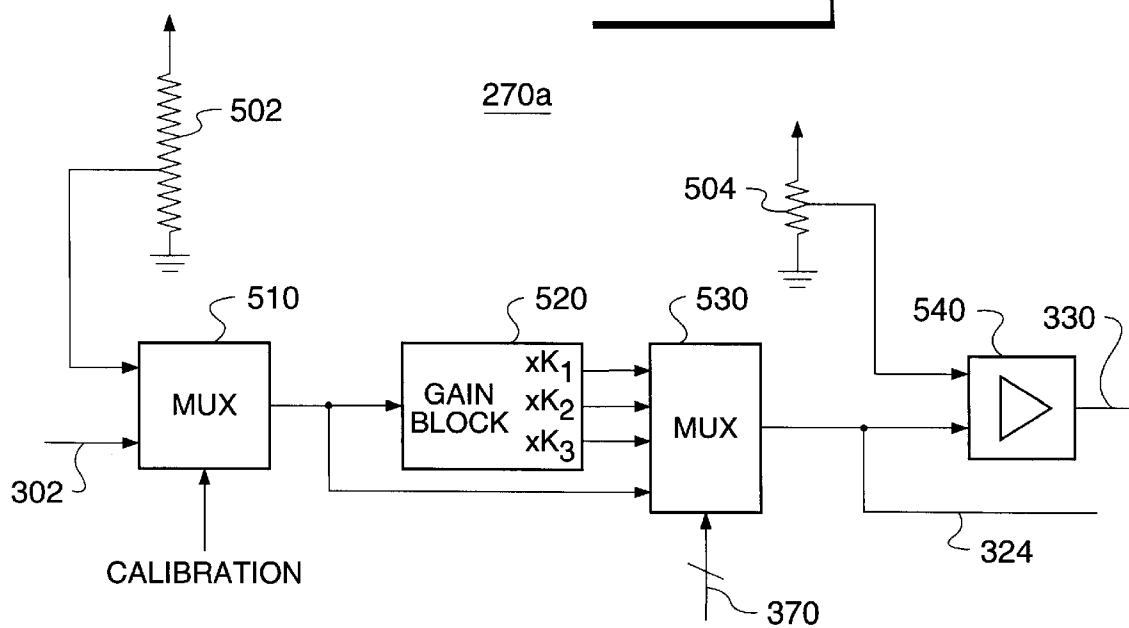 502
270a
504
510
520
530
540
330
MUX
GAIN
BLOCK
xK1
xK2
xK3
MUX
302
324
CALIBRATION
370